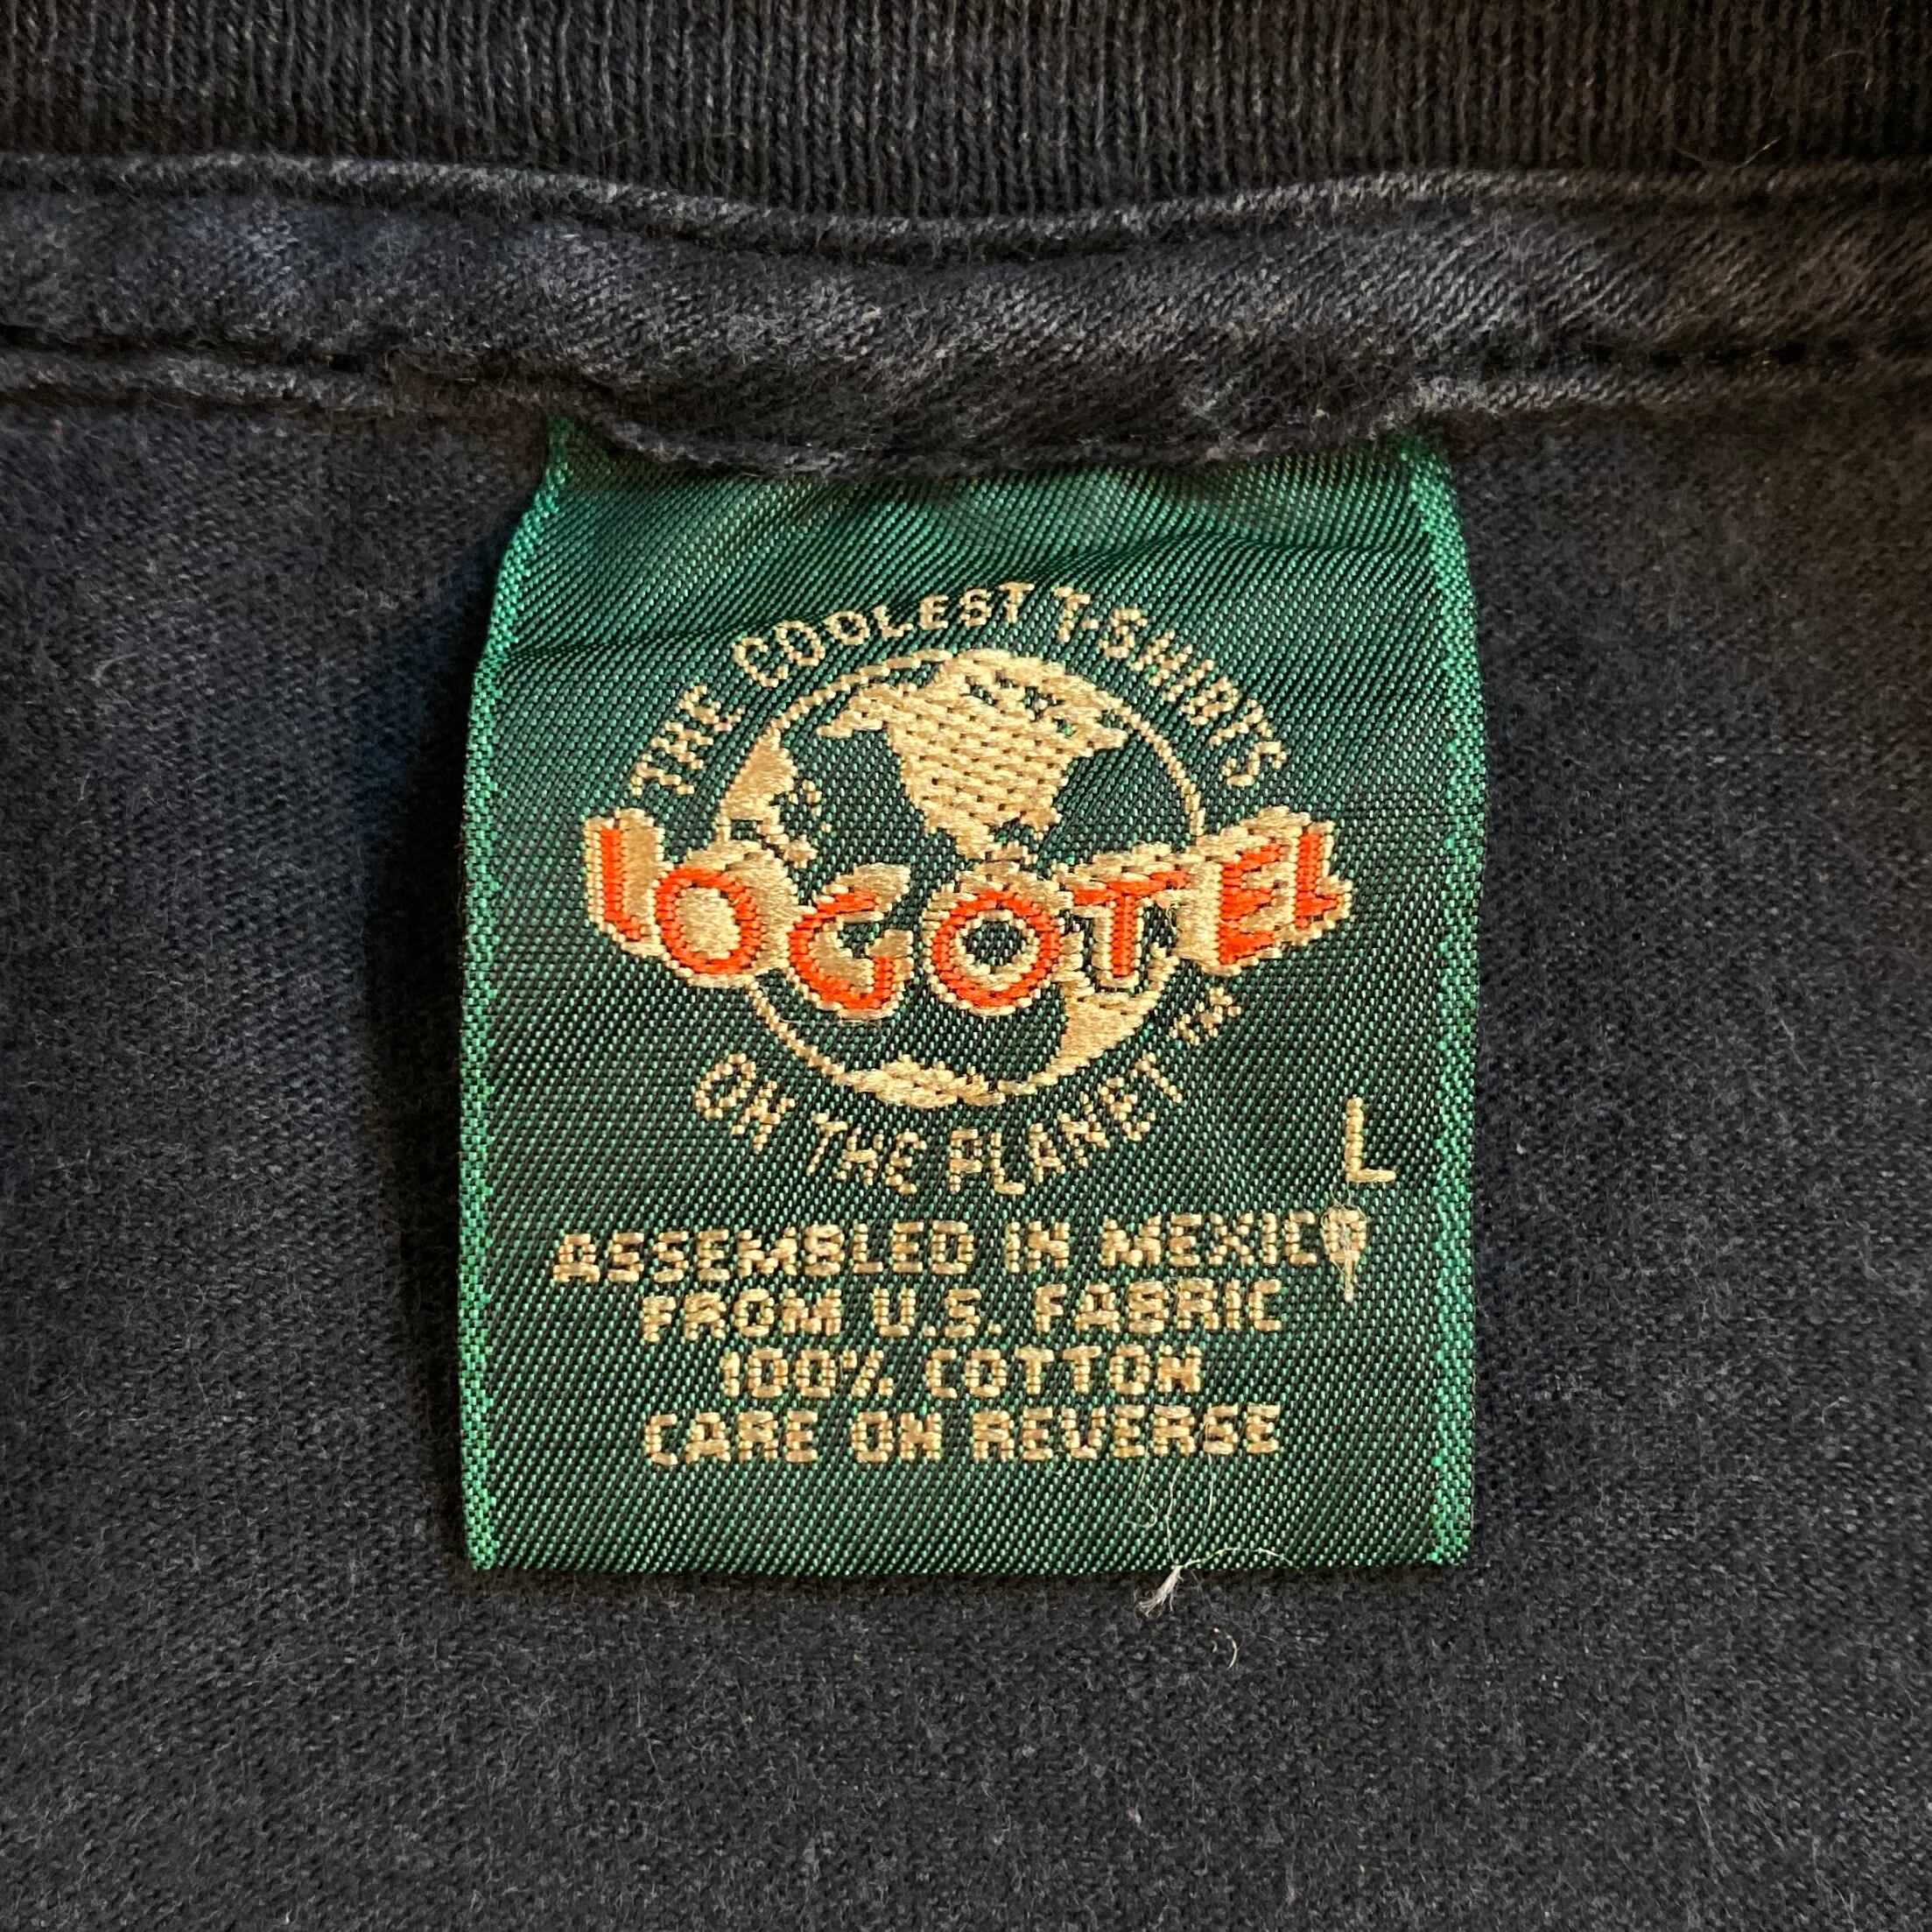 THE COOLEST T-SHIRTS
LOGOTEL
ON THE PLANET ™
L
ASSEMBLED IN MEXICO
FROM U.S. FABRIC
100% COTTON
CARE ON REVERSE